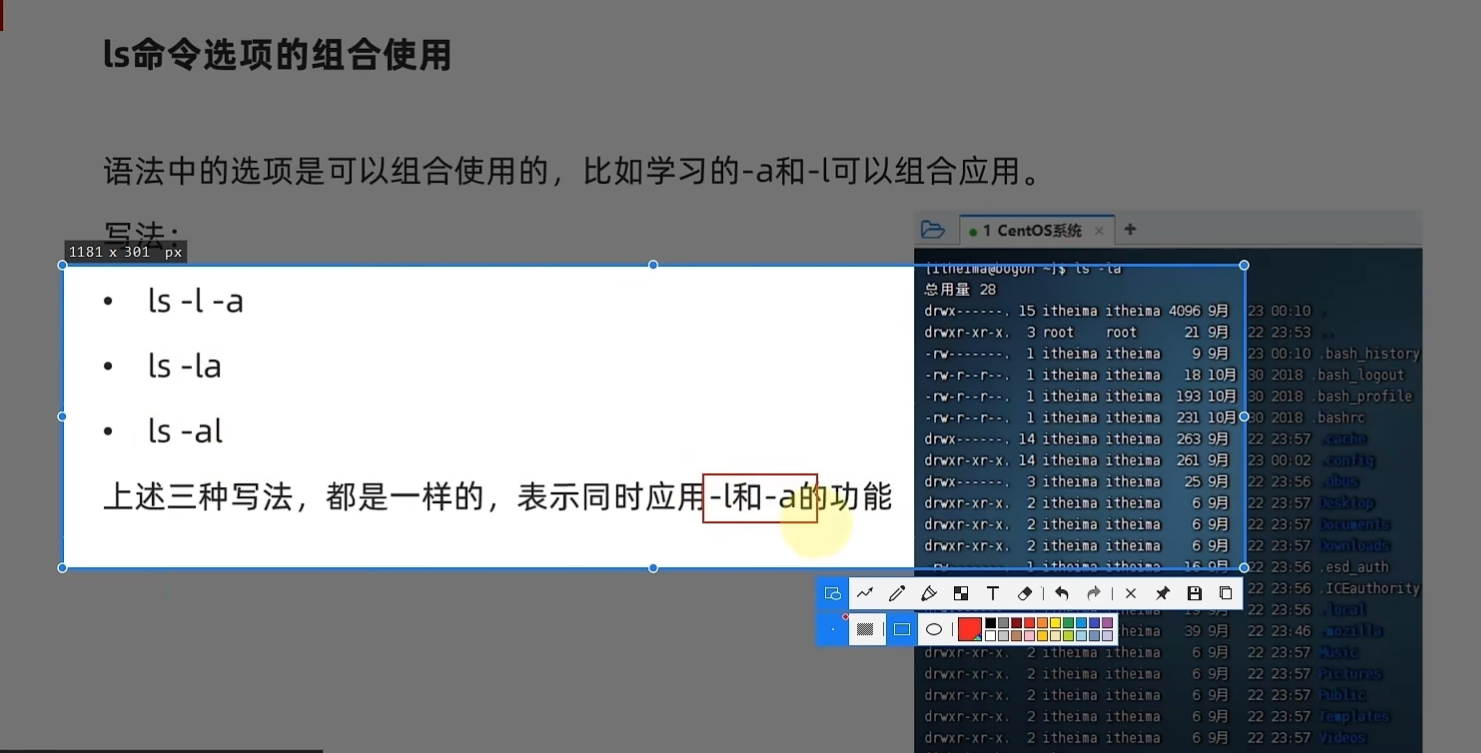 ls命令选项的组合使用
语法中的选项是可以组合使用的，比如学习的-a和-l可以组合应用。
写法：
1181 x 301 px
• ls -l -a
• ls -la
• ls -al
上述三种写法，都是一样的，表示同时应用-l和-a的功能
1 CentOS系统 × +
[itheima@bogon ~]$ ls -la
总用量 28
drwx------. 15 itheima itheima 4096 9月 23 00:10 .
drwxr-xr-x. 3 root root 21 9月 22 23:53 ..
-rw-------. 1 itheima itheima 9 9月 23 00:10 .bash_history
-rw-r--r--. 1 itheima itheima 18 10月 30 2018 .bash_logout
-rw-r--r--. 1 itheima itheima 193 10月 30 2018 .bash_profile
-rw-r--r--. 1 itheima itheima 231 10月 30 2018 .bashrc
drwx------. 14 itheima itheima 263 9月 22 23:57 .cache
drwxr-xr-x. 14 itheima itheima 261 9月 23 00:02 .config
drwx------. 3 itheima itheima 25 9月 22 23:56 .dbus
drwxr-xr-x. 2 itheima itheima 6 9月 22 23:57 Desktop
drwxr-xr-x. 2 itheima itheima 6 9月 22 23:57 Documents
drwxr-xr-x. 2 itheima itheima 6 9月 22 23:57 Downloads
-rw-------. 1 itheima itheima 16 9月 22 23:56 .esd_auth
22 23:56 .ICEauthority
T
19 9月 22 23:56 .local
itheima 39 9月 22 23:46 .mozilla
drwxr-xr-x. 2 itheima itheima 6 9月 22 23:57 Music
drwxr-xr-x. 2 itheima itheima 6 9月 22 23:57 Pictures
drwxr-xr-x. 2 itheima itheima 6 9月 22 23:57 Public
drwxr-xr-x. 2 itheima itheima 6 9月 22 23:57 Templates
drwxr-xr-x. 2 itheima itheima 6 9月 22 23:57 Videos